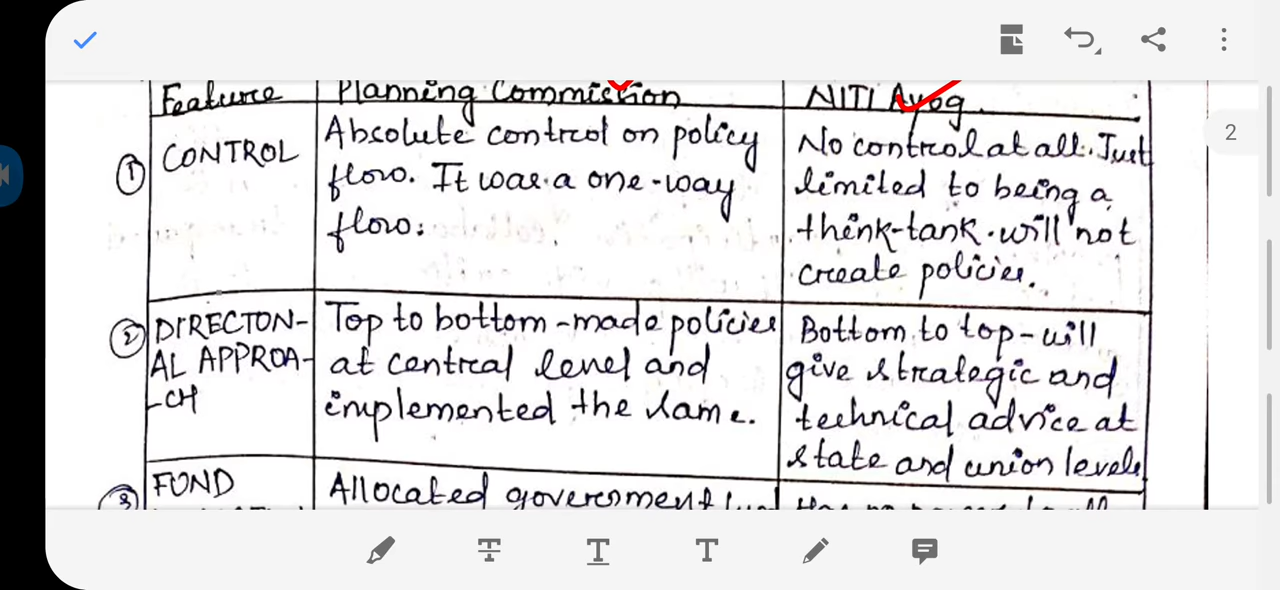 2
Feature Planning Commission NITI Ayog.
① CONTROL
Absolute control on policy
flow. It was a one-way
flow.
No control at all. Just
limited to being a
think-tank. will not
create policies.
② DIRECTON-
AL APPROA-
-CH
Top to bottom-made policies
at central level and
implemented the same.
Bottom to top-will
give strategic and
technical advice at
state and union levels
③ FUND
Allocated government